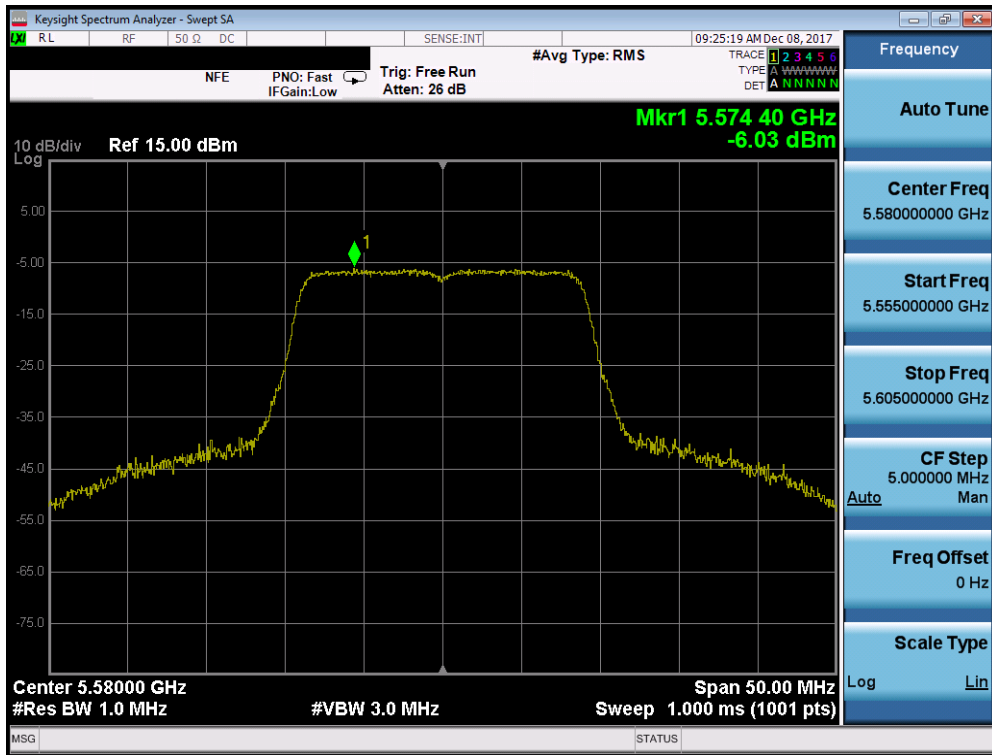 Keysight Spectrum Analyzer - Swept SA
LXI RL RF 50 Ω DC SENSE:INT 09:25:19 AM Dec 08, 2017
#Avg Type: RMS
NFE PNO: Fast Trig: Free Run
IFGain:Low Atten: 26 dB
TRACE 1 2 3 4 5 6
TYPE A WWWWW
DET A N N N N N
Mkr1 5.574 40 GHz
-6.03 dBm
10 dB/div Ref 15.00 dBm
Log
5.00
-5.00
-15.0
-25.0
-35.0
-45.0
-55.0
-65.0
-75.0
1
Center 5.58000 GHz Span 50.00 MHz
#Res BW 1.0 MHz #VBW 3.0 MHz Sweep 1.000 ms (1001 pts)
MSG STATUS
Frequency
Auto Tune
Center Freq
5.580000000 GHz
Start Freq
5.555000000 GHz
Stop Freq
5.605000000 GHz
CF Step
5.000000 MHz
Auto Man
Freq Offset
0 Hz
Scale Type
Log Lin